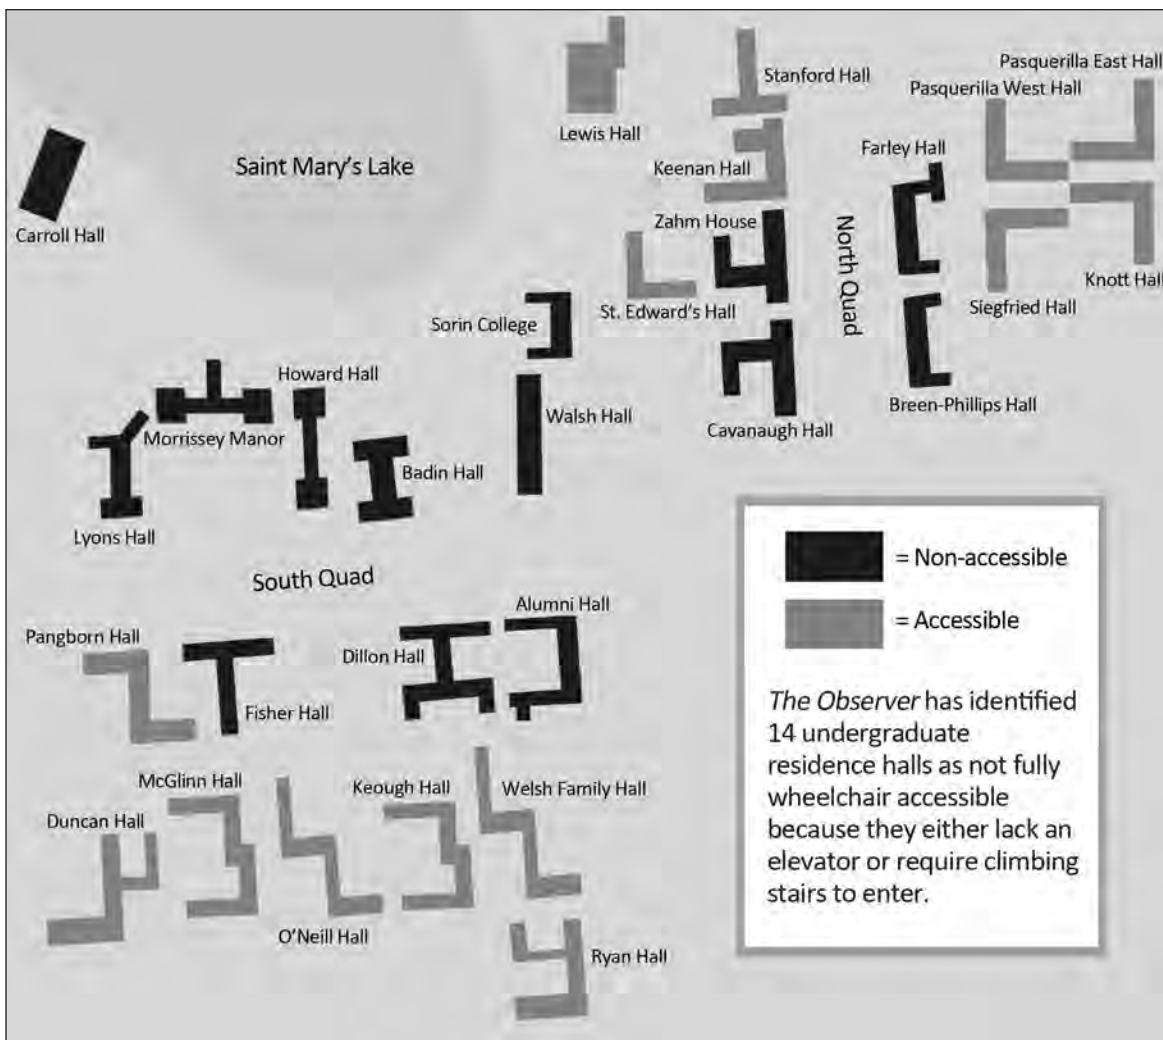 Pasquerilla East Hall
Stanford Hall
Pasquerilla West Hall
Lewis Hall
Farley Hall
Saint Mary's Lake
Keenan Hall
Carroll Hall
Zahm House
North Quad
Knott Hall
St. Edward's Hall
Siegfried Hall
Sorin College
Howard Hall
Walsh Hall
Breen-Phillips Hall
Morrissey Manor
Cavanaugh Hall
Badin Hall
Lyons Hall
South Quad
Alumni Hall
Pangborn Hall
Dillon Hall
Fisher Hall
McGlinn Hall
Keough Hall
Welsh Family Hall
Duncan Hall
O'Neill Hall
Ryan Hall
= Non-accessible
= Accessible
The Observer has identified
14 undergraduate
residence halls as not fully
wheelchair accessible
because they either lack an
elevator or require climbing
stairs to enter.